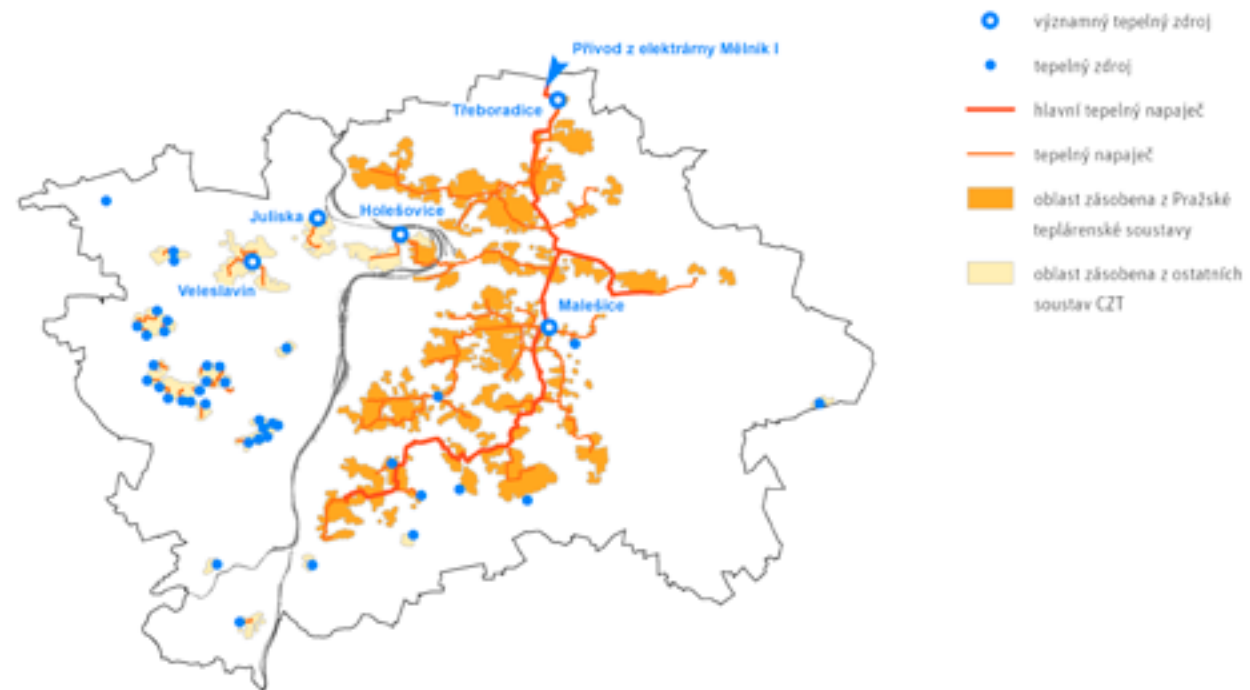 Přívod z elektrárny Mělník I
Třeboradice
Juliska
Holešovice
Veleslavín
Malešice
významný tepelný zdroj
tepelný zdroj
hlavní tepelný napaječ
tepelný napaječ
oblast zásobena z Pražské
teplárenské soustavy
oblast zásobena z ostatních
soustav CZT